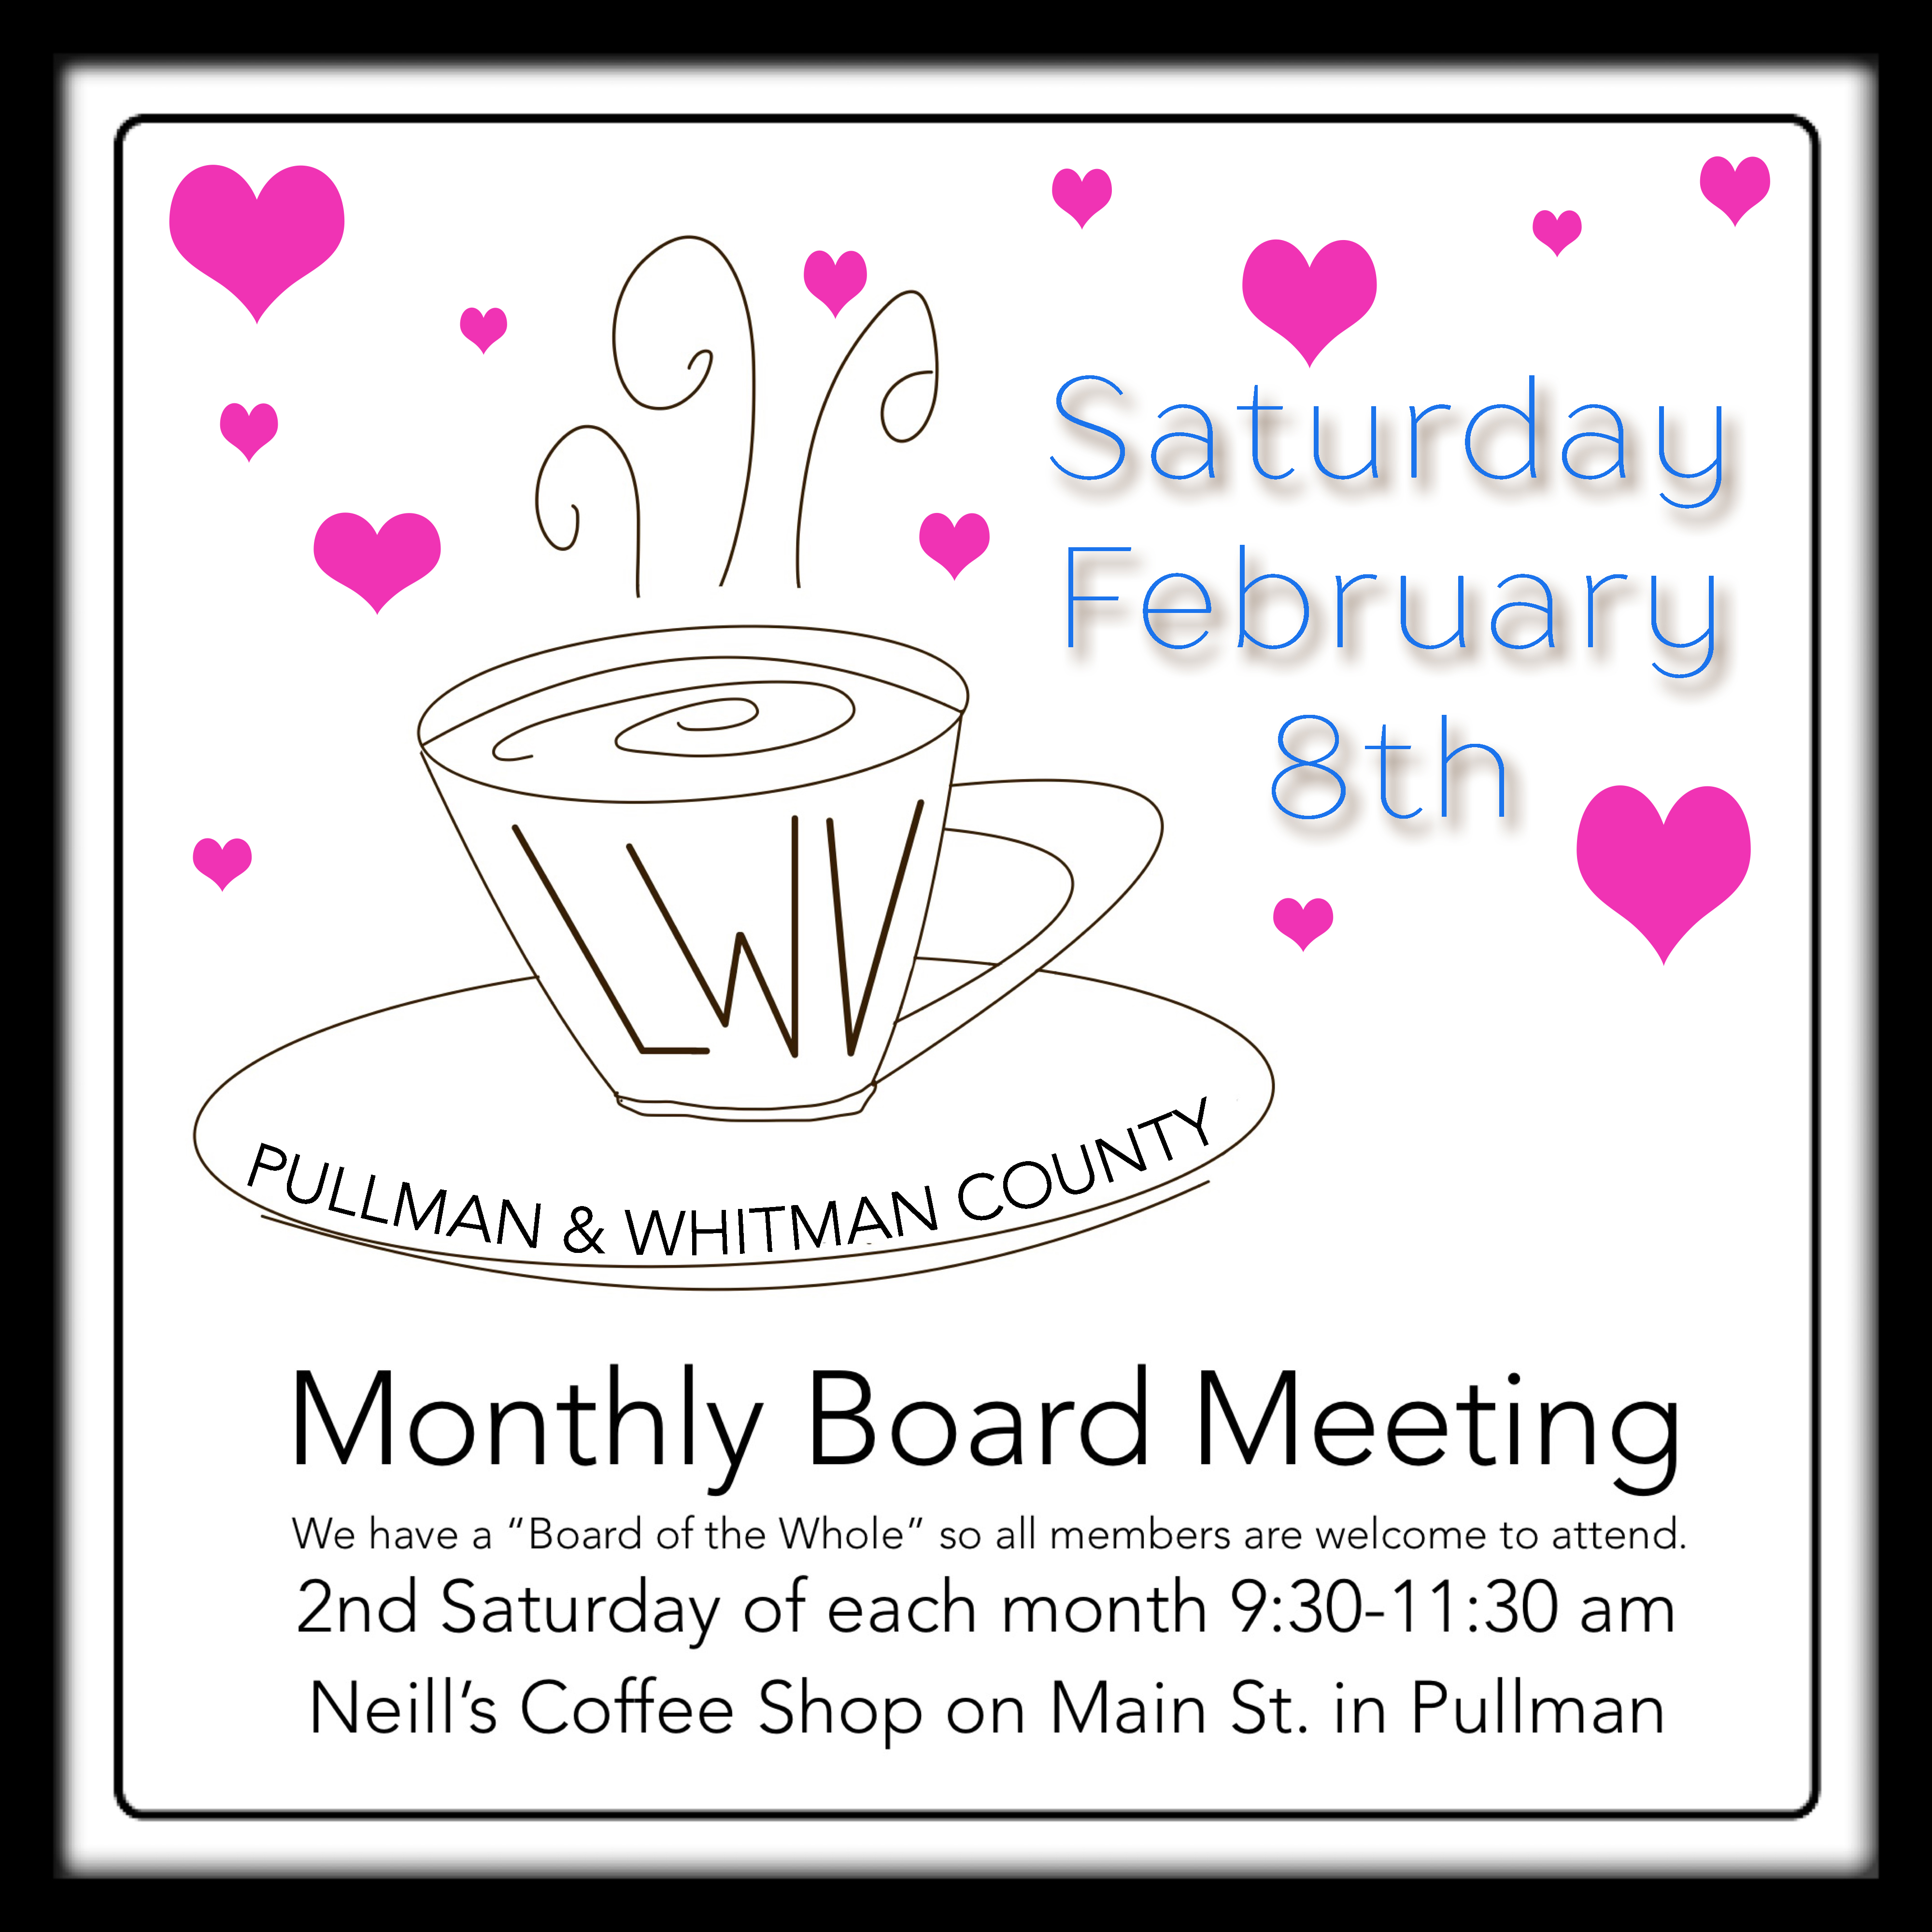 Saturday
February
8th
LWV
PULLMAN & WHITMAN COUNTY
Monthly Board Meeting
We have a “Board of the Whole” so all members are welcome to attend.
2nd Saturday of each month 9:30-11:30 am
Neill’s Coffee Shop on Main St. in Pullman